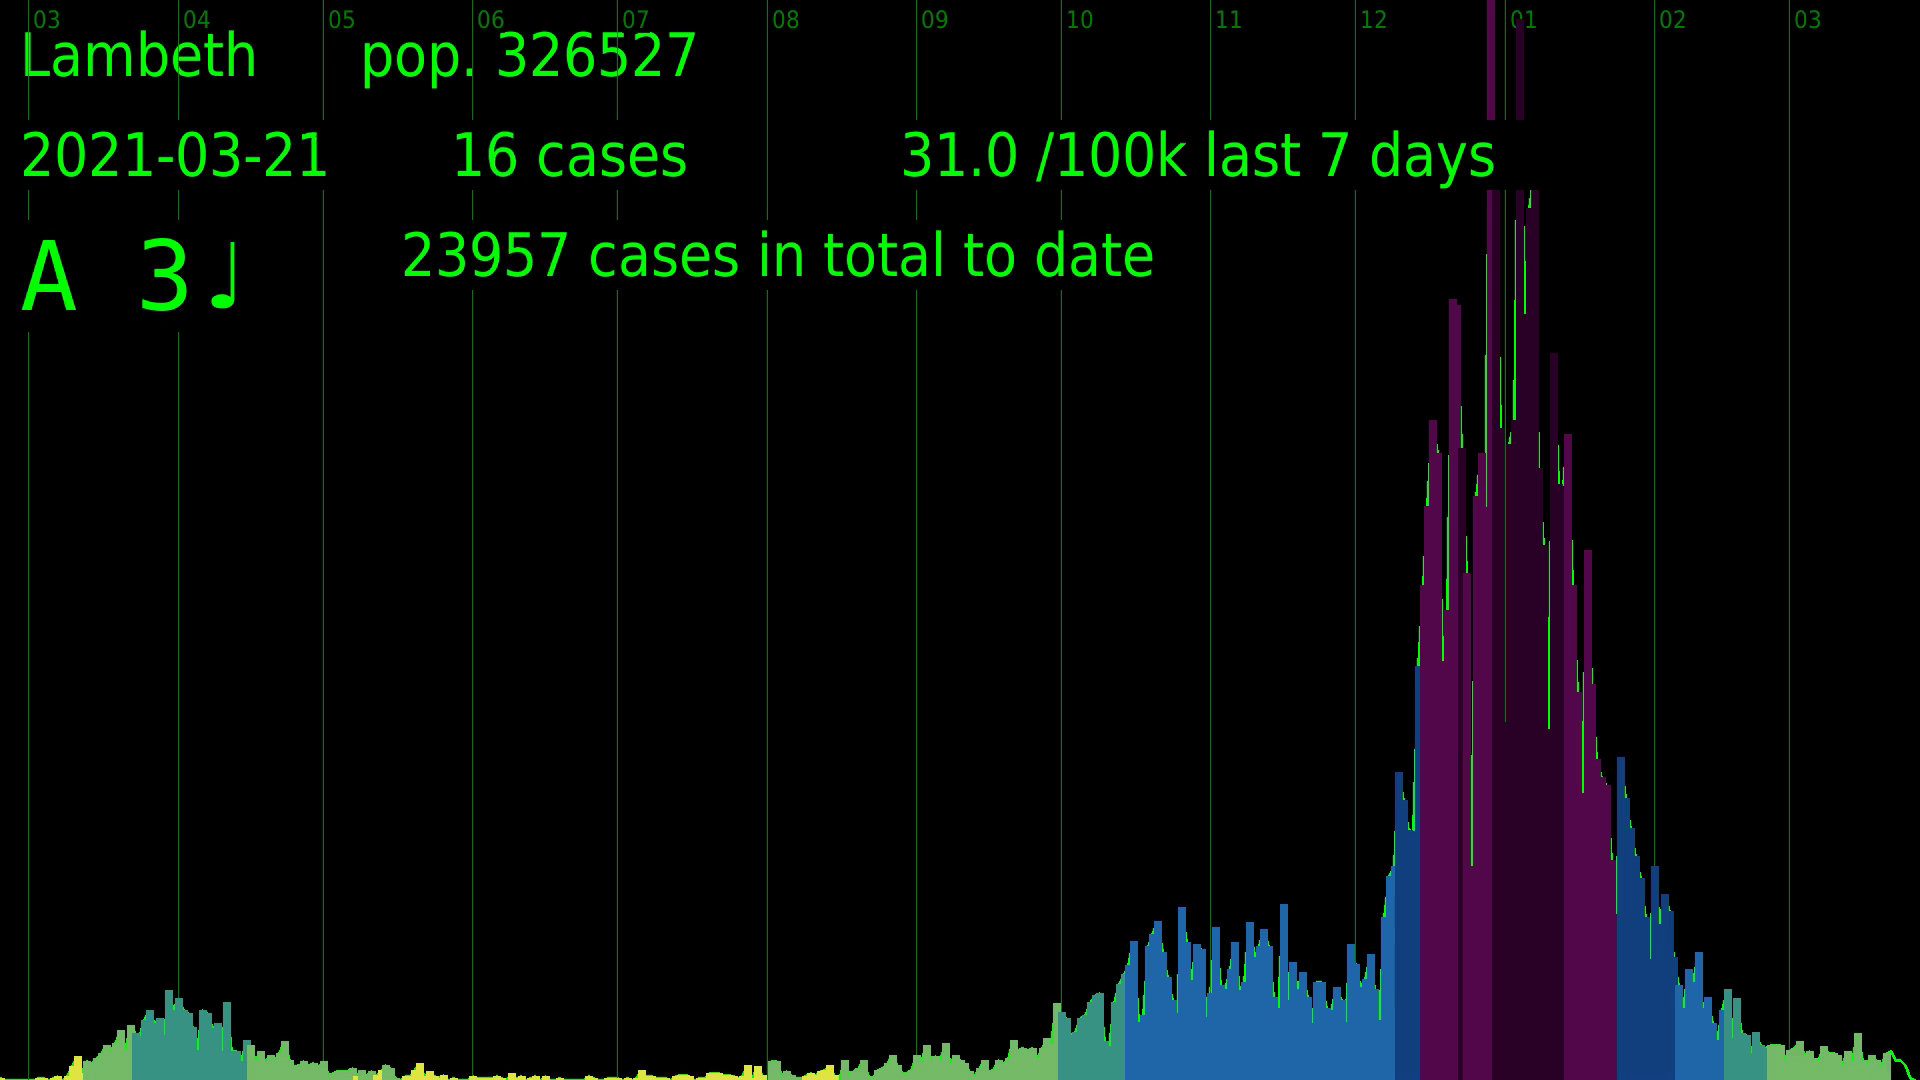 03 04 05 06 07 08 09 10 11 12 01 02 03
Lambeth pop. 326527
2021-03-21 16 cases 31.0 /100k last 7 days
A 3♩ 23957 cases in total to date